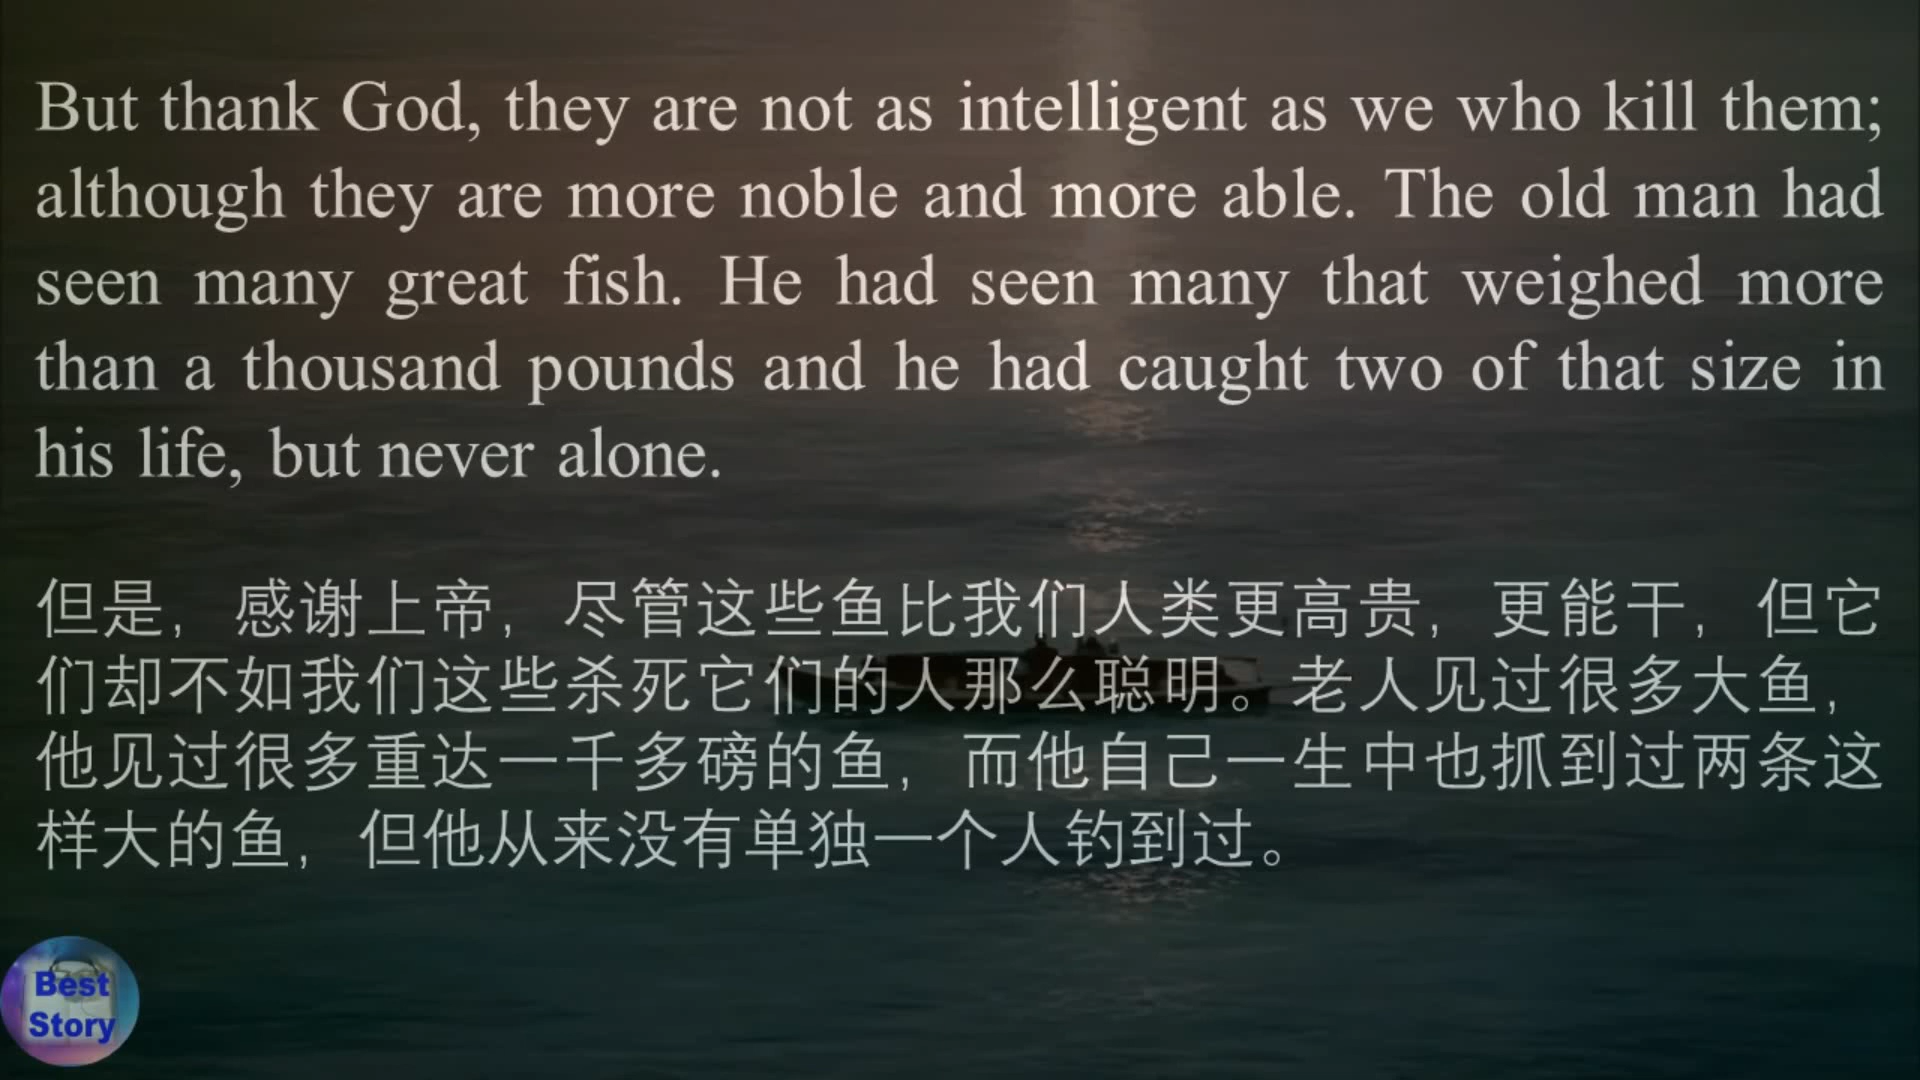 But thank God, they are not as intelligent as we who kill them;
although they are more noble and more able. The old man had
seen many great fish. He had seen many that weighed more
than a thousand pounds and he had caught two of that size in
his life, but never alone.
但是，感谢上帝，尽管这些鱼比我们人类更高贵，更能干，但它
们却不如我们这些杀死它们的人那么聪明。老人见过很多大鱼，
他见过很多重达一千多磅的鱼，而他自己一生中也抓到过两条这
样大的鱼，但他从来没有单独一个人钓到过。
Best
Story